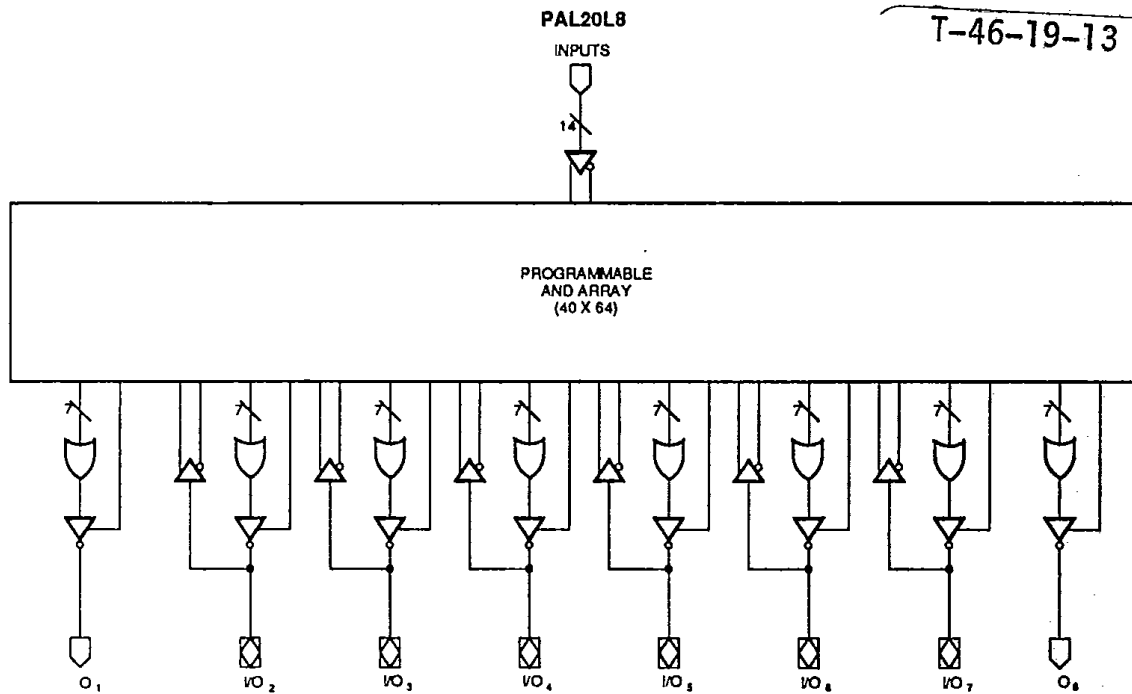 PAL20L8
T-46-19-13
INPUTS
14
PROGRAMMABLE
AND ARRAY
(40 X 64)
7 7 7 7 7 7 7 7
O₁ I/O₂ I/O₃ I/O₄ I/O₅ I/O₆ I/O₇ O₈